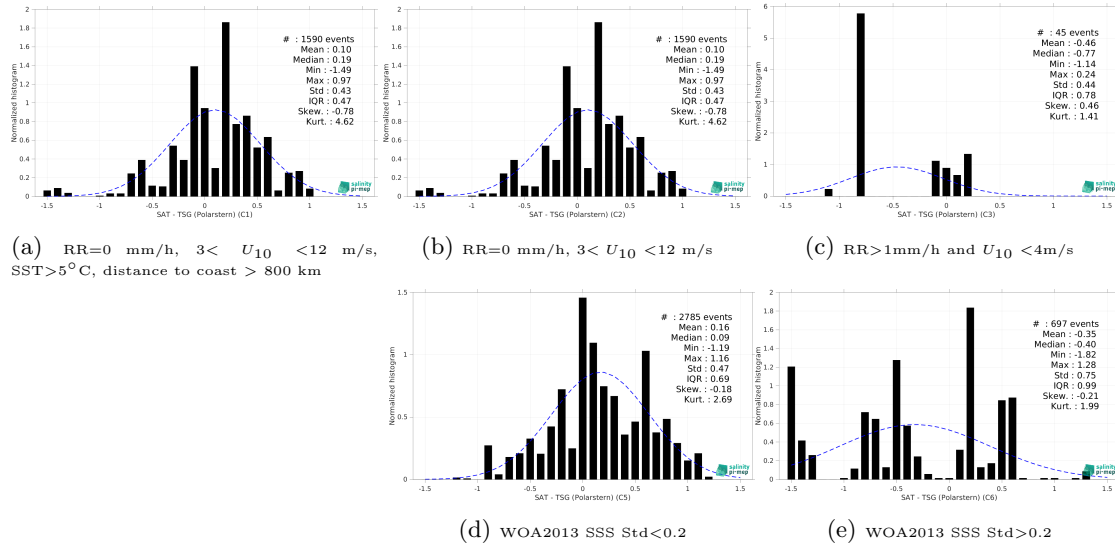 2
1.8
1.6
1.4
1.2
1
0.8
0.6
0.4
0.2
0
Normalized histogram
# : 1590 events
Mean : 0.10
Median : 0.19
Min : -1.49
Max : 0.97
Std : 0.43
IQR : 0.47
Skew. : -0.78
Kurt. : 4.62
salinity
pi-mep
-1.5 -1 -0.5 0 0.5 1 1.5
SAT - TSG (Polarstern) (C1)
(a) RR=0 mm/h, 3< U10 <12 m/s,
SST>5°C, distance to coast > 800 km
2
1.8
1.6
1.4
1.2
1
0.8
0.6
0.4
0.2
0
Normalized histogram
# : 1590 events
Mean : 0.10
Median : 0.19
Min : -1.49
Max : 0.97
Std : 0.43
IQR : 0.47
Skew. : -0.78
Kurt. : 4.62
salinity
pi-mep
-1.5 -1 -0.5 0 0.5 1 1.5
SAT - TSG (Polarstern) (C2)
(b) RR=0 mm/h, 3< U10 <12 m/s
6
5
4
3
2
1
0
Normalized histogram
# : 45 events
Mean : -0.46
Median : -0.77
Min : -1.14
Max : 0.24
Std : 0.44
IQR : 0.78
Skew. : 0.46
Kurt. : 1.41
salinity
pi-mep
-1.5 -1 -0.5 0 0.5 1 1.5
SAT - TSG (Polarstern) (C3)
(c) RR>1mm/h and U10 <4m/s
1.5
1
0.5
0
Normalized histogram
# : 2785 events
Mean : 0.16
Median : 0.09
Min : -1.19
Max : 1.16
Std : 0.47
IQR : 0.69
Skew. : -0.18
Kurt. : 2.69
salinity
pi-mep
-1.5 -1 -0.5 0 0.5 1 1.5
SAT - TSG (Polarstern) (C5)
(d) WOA2013 SSS Std<0.2
2
1.8
1.6
1.4
1.2
1
0.8
0.6
0.4
0.2
0
Normalized histogram
# : 697 events
Mean : -0.35
Median : -0.40
Min : -1.82
Max : 1.28
Std : 0.75
IQR : 0.99
Skew. : -0.21
Kurt. : 1.99
salinity
pi-mep
-1.5 -1 -0.5 0 0.5 1 1.5
SAT - TSG (Polarstern) (C6)
(e) WOA2013 SSS Std>0.2